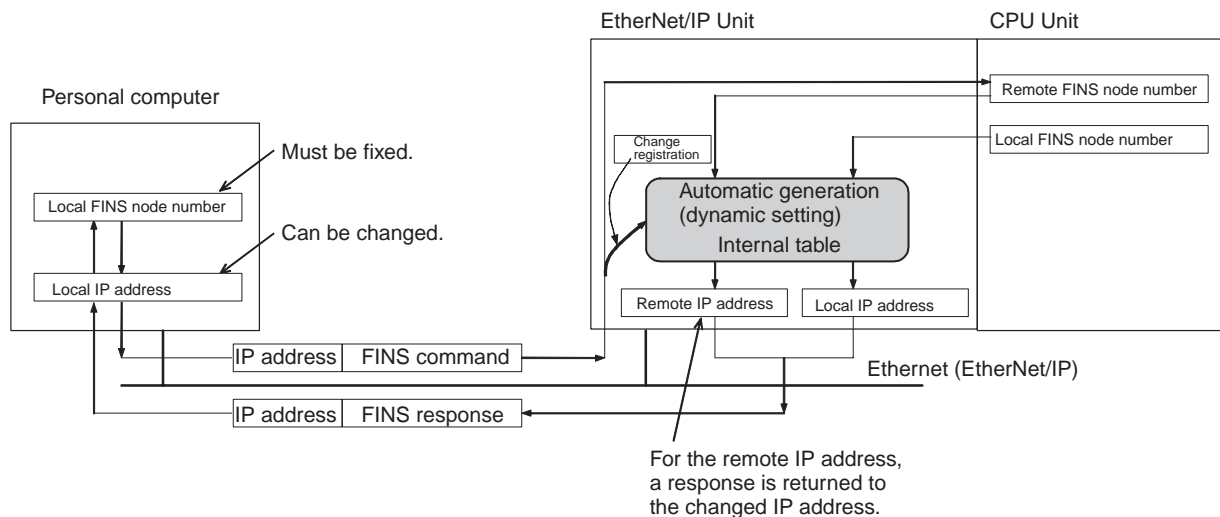 EtherNet/IP Unit
CPU Unit
Personal computer
Remote FINS node number
Local FINS node number
Must be fixed.
Change
registration
Automatic generation
(dynamic setting)
Internal table
Local FINS node number
Can be changed.
Local IP address
Remote IP address
Local IP address
IP address
FINS command
Ethernet (EtherNet/IP)
IP address
FINS response
For the remote IP address,
a response is returned to
the changed IP address.